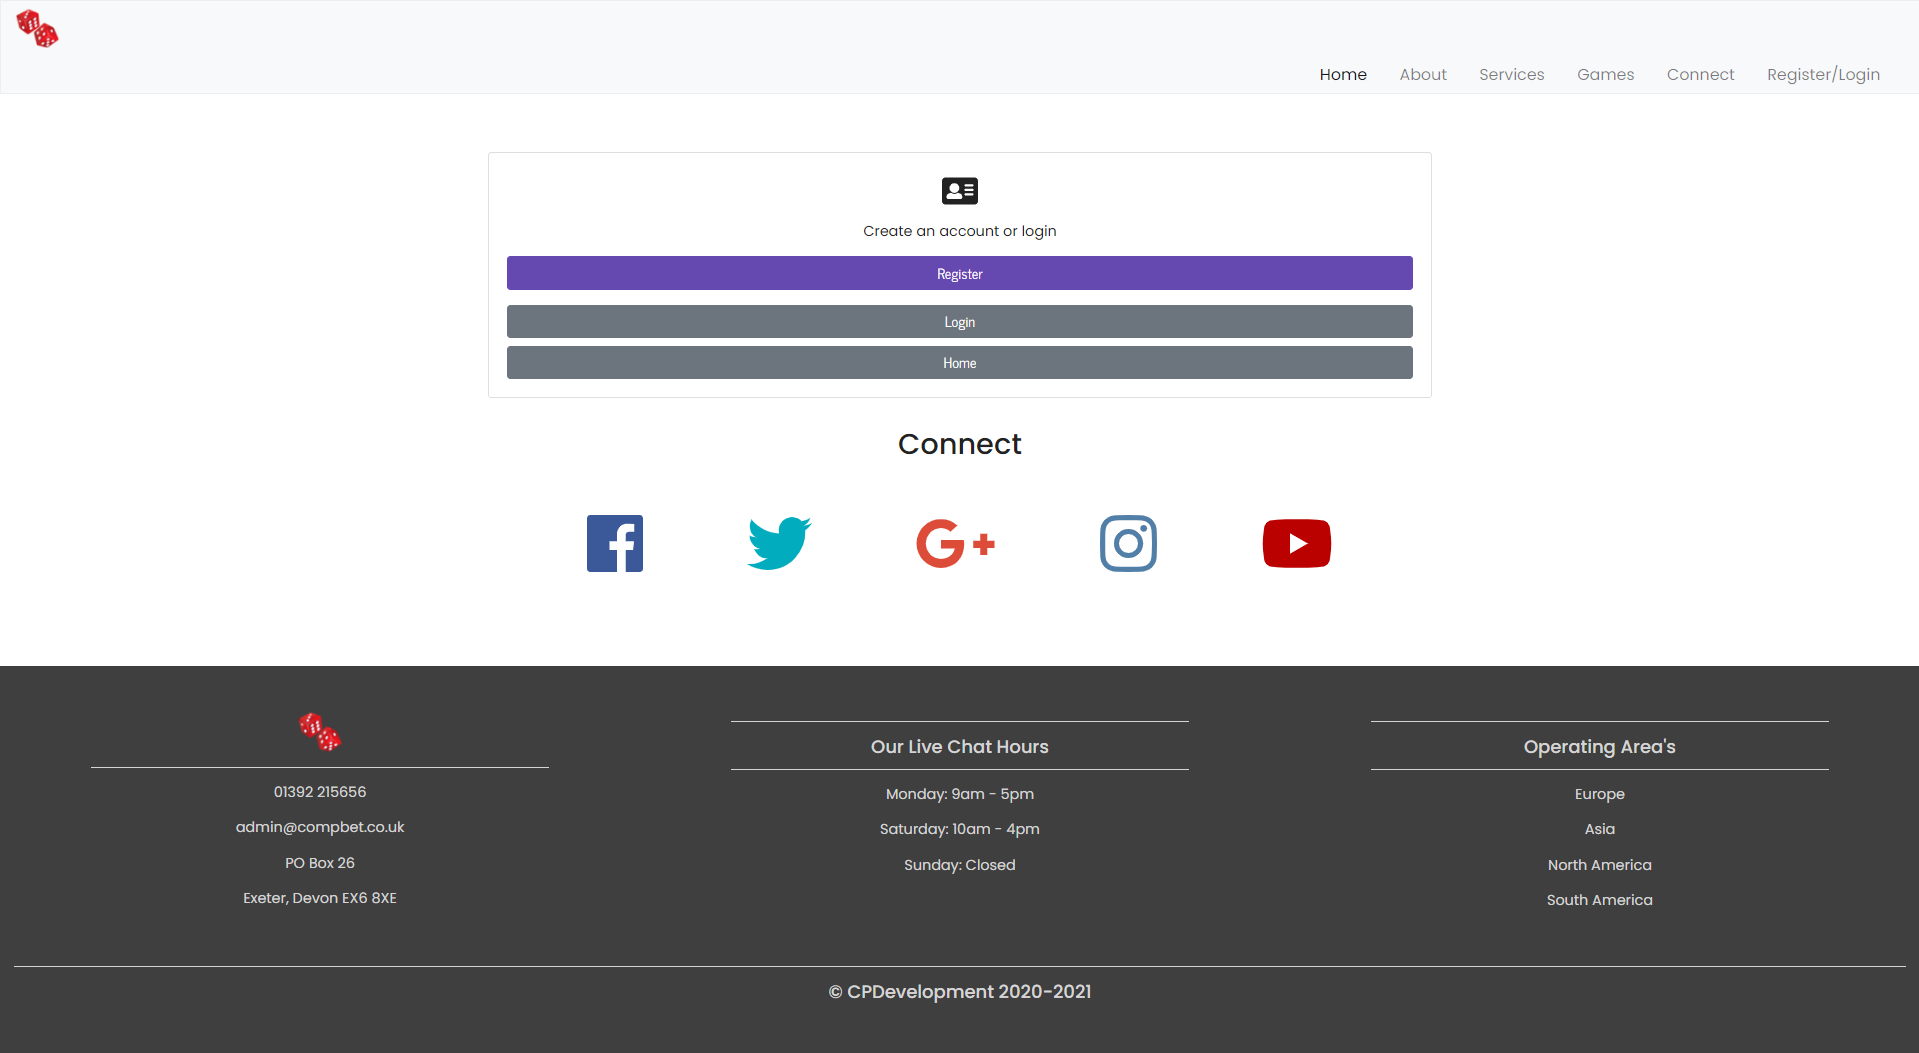 Home About Services Games Connect Register/Login
Create an account or login
Register
Login
Home
Connect
01392 215656
admin@compbet.co.uk
PO Box 26
Exeter, Devon EX6 8XE
Our Live Chat Hours
Monday: 9am - 5pm
Saturday: 10am - 4pm
Sunday: Closed
Operating Area's
Europe
Asia
North America
South America
© CPDevelopment 2020-2021